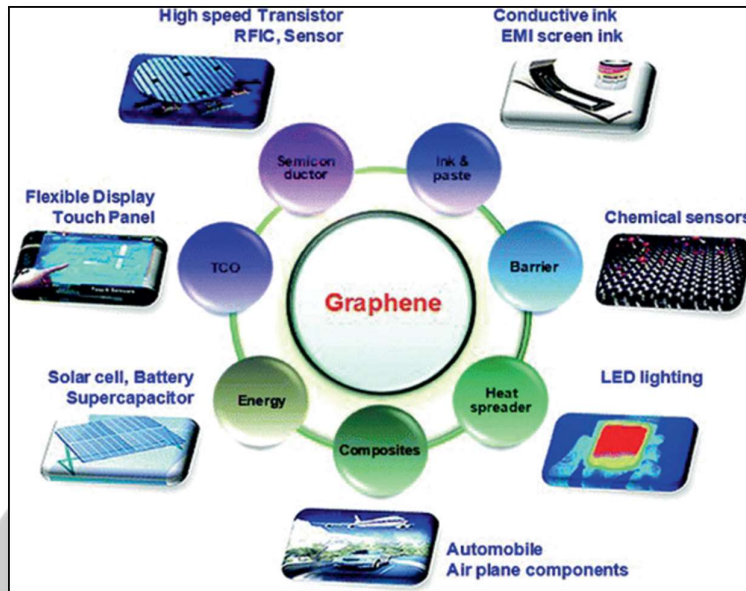 High speed Transistor
RFIC, Sensor
Conductive ink
EMI screen ink
Semicon
ductor
Ink &
paste
Flexible Display
Touch Panel
TCO
Graphene
Barrier
Chemical sensors
Solar cell, Battery
Supercapacitor
Energy
Composites
Heat
spreader
LED lighting
Automobile
Air plane components